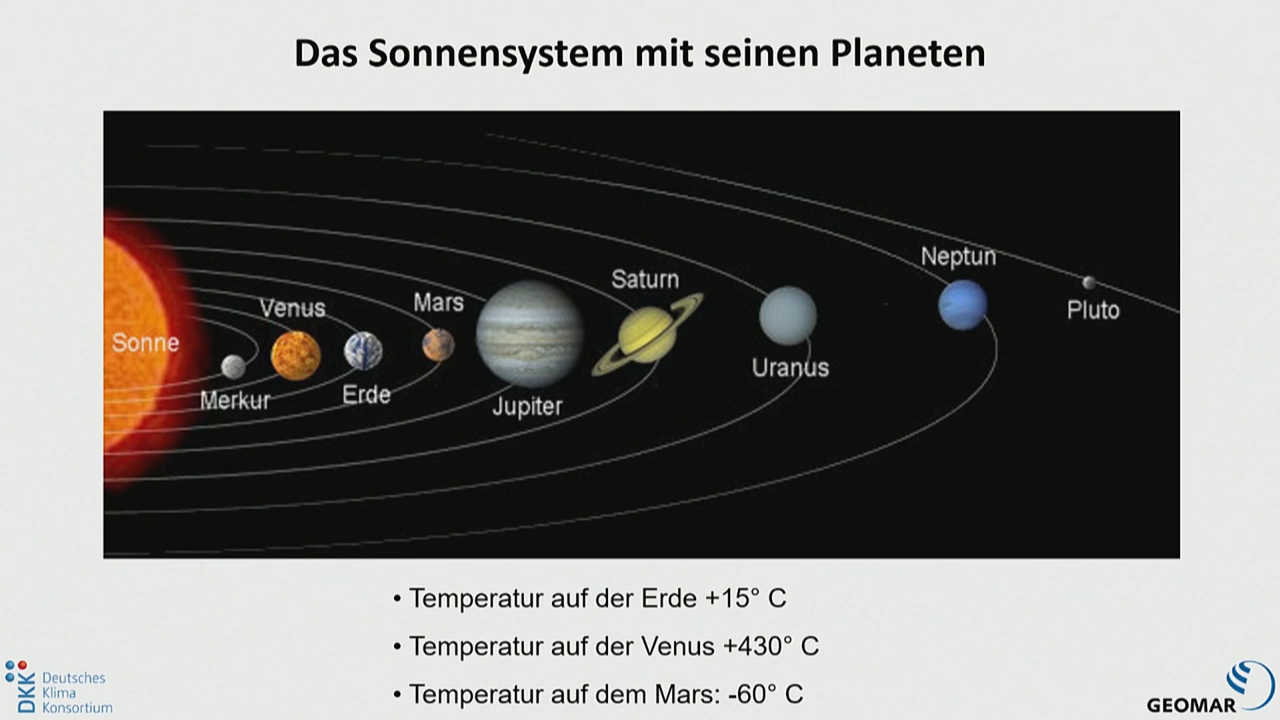 Das Sonnensystem mit seinen Planeten
Neptun
Saturn
Mars
Venus
Pluto
Sonne
Uranus
Erde
Merkur
Jupiter
• Temperatur auf der Erde +15° C
• Temperatur auf der Venus +430° C
• Temperatur auf dem Mars: -60° C
DKK
Deutsches
Klima
Konsortium
GEOMAR